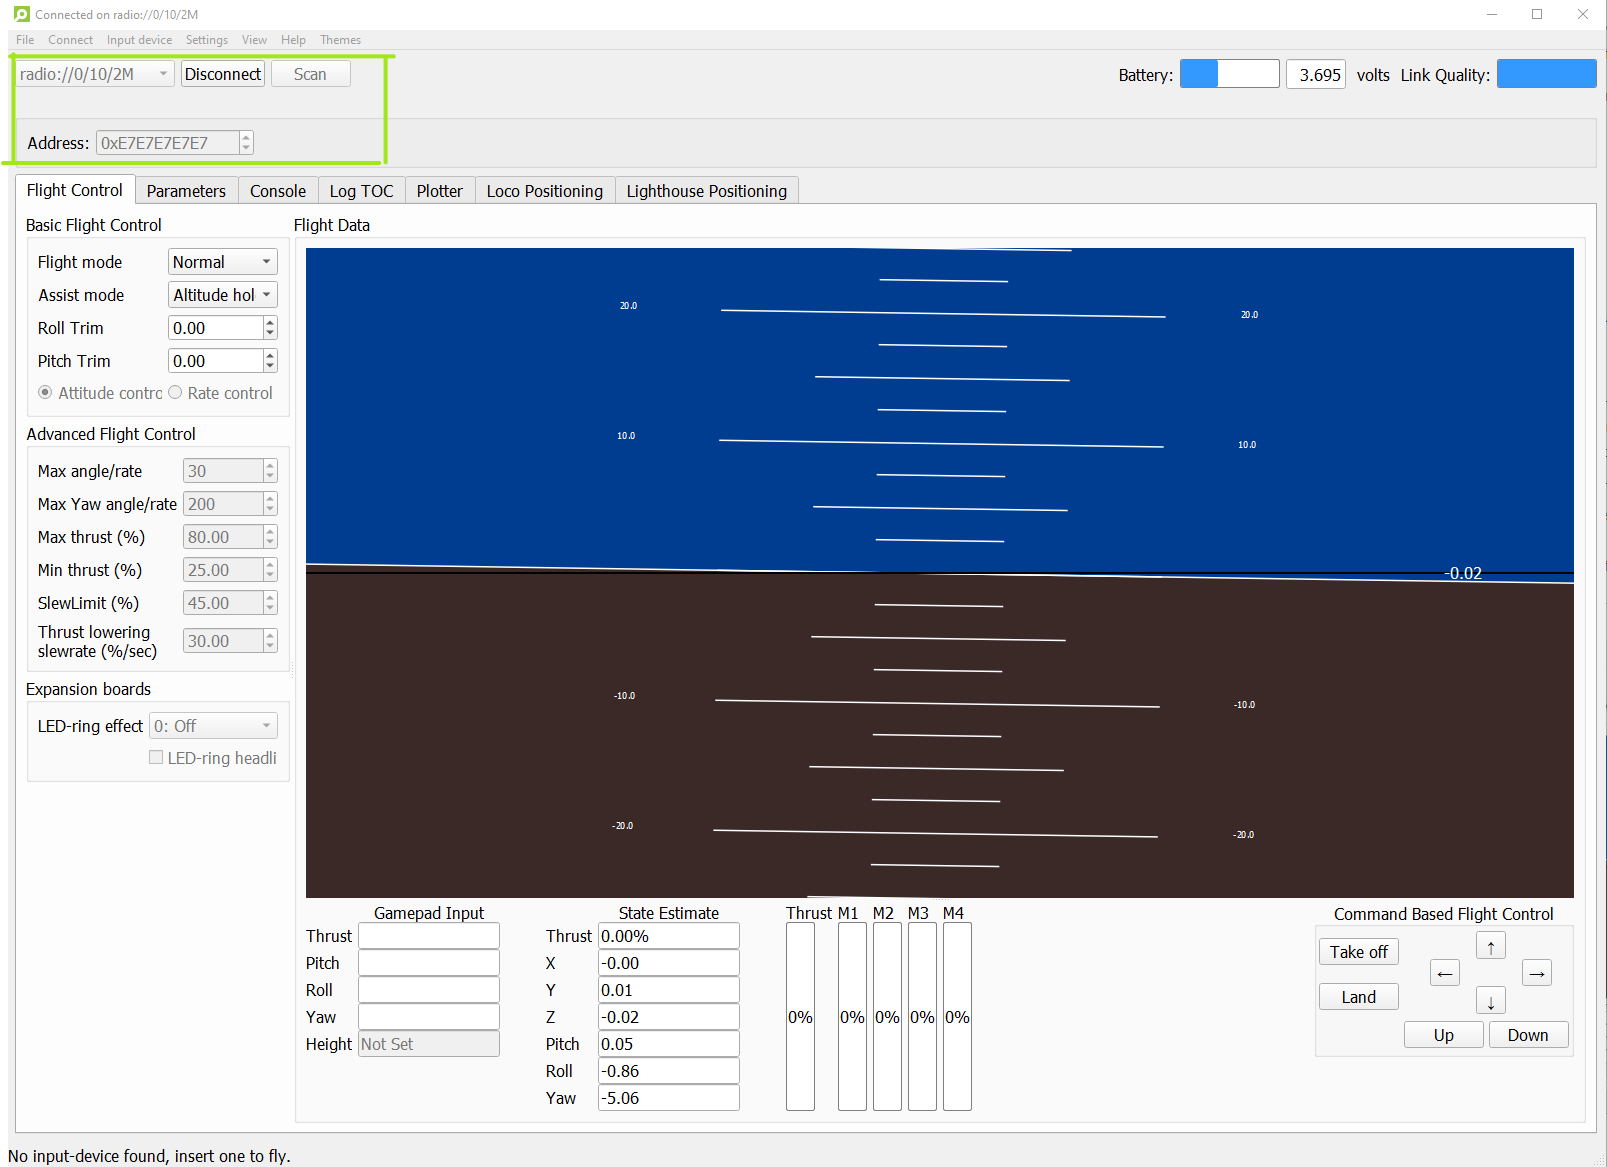 Connected on radio://0/10/2M
File Connect Input device Settings View Help Themes
radio://0/10/2M Disconnect Scan Battery: 3.695 volts Link Quality:
Address: 0xE7E7E7E7E7
Flight Control Parameters Console Log TOC Plotter Loco Positioning Lighthouse Positioning
Basic Flight Control
Flight mode Normal
Assist mode Altitude hol
Roll Trim 0.00
Pitch Trim 0.00
Attitude contro Rate control
Advanced Flight Control
Max angle/rate 30
Max Yaw angle/rate 200
Max thrust (%) 80.00
Min thrust (%) 25.00
SlewLimit (%) 45.00
Thrust lowering
slewrate (%/sec) 30.00
Expansion boards
LED-ring effect 0: Off
LED-ring headli
Flight Data
20.0 20.0
10.0 10.0
-0.02
-10.0 -10.0
-20.0 -20.0
Gamepad Input
Thrust
Pitch
Roll
Yaw
Height Not Set
State Estimate
Thrust 0.00%
X -0.00
Y 0.01
Z -0.02
Pitch 0.05
Roll -0.86
Yaw -5.06
Thrust M1 M2 M3 M4
0% 0% 0% 0% 0%
Command Based Flight Control
Take off ↑
← →
Land ↓
Up Down
No input-device found, insert one to fly.